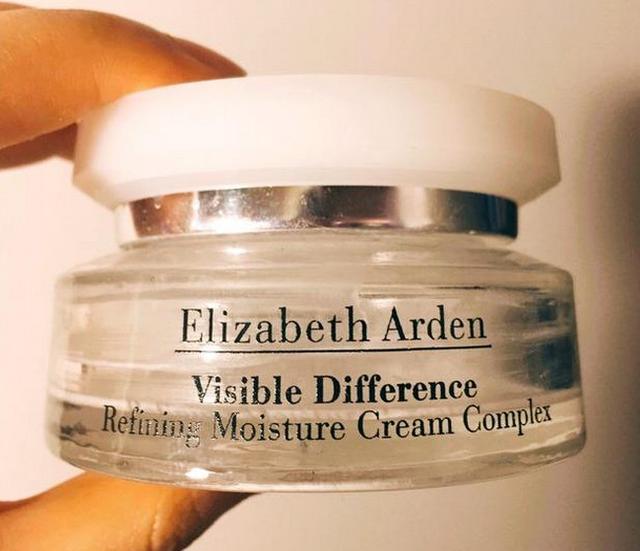 Elizabeth Arden
Visible Difference
Refining Moisture Cream Complex